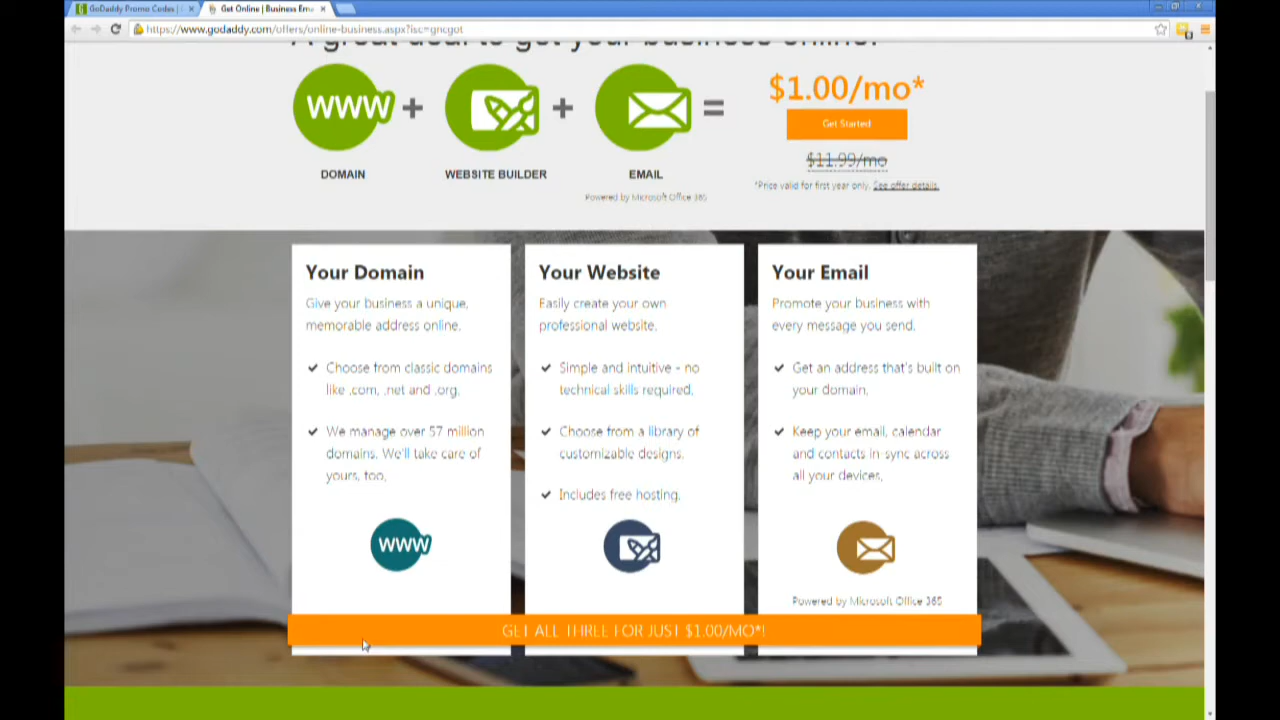 GoDaddy Promo Codes |
Get Online | Business Ema
https://www.godaddy.com/offers/online-business.aspx?isc=gncgot
A great deal to get your business online!
WWW + + =
DOMAIN
WEBSITE BUILDER
EMAIL
Powered by Microsoft Office 365
$1.00/mo*
Get Started
$11.99/mo
*Price valid for first year only. See offer details.
Your Domain
Give your business a unique,
memorable address online.
Choose from classic domains
like .com, .net and .org.
We manage over 57 million
domains. We'll take care of
yours, too.
WWW
Your Website
Easily create your own
professional website.
Simple and intuitive - no
technical skills required.
Choose from a library of
customizable designs.
Includes free hosting.
Your Email
Promote your business with
every message you send.
Get an address that's built on
your domain.
Keep your email, calendar
and contacts in-sync across
all your devices.
Powered by Microsoft Office 365
GET ALL THREE FOR JUST $1.00/MO*!